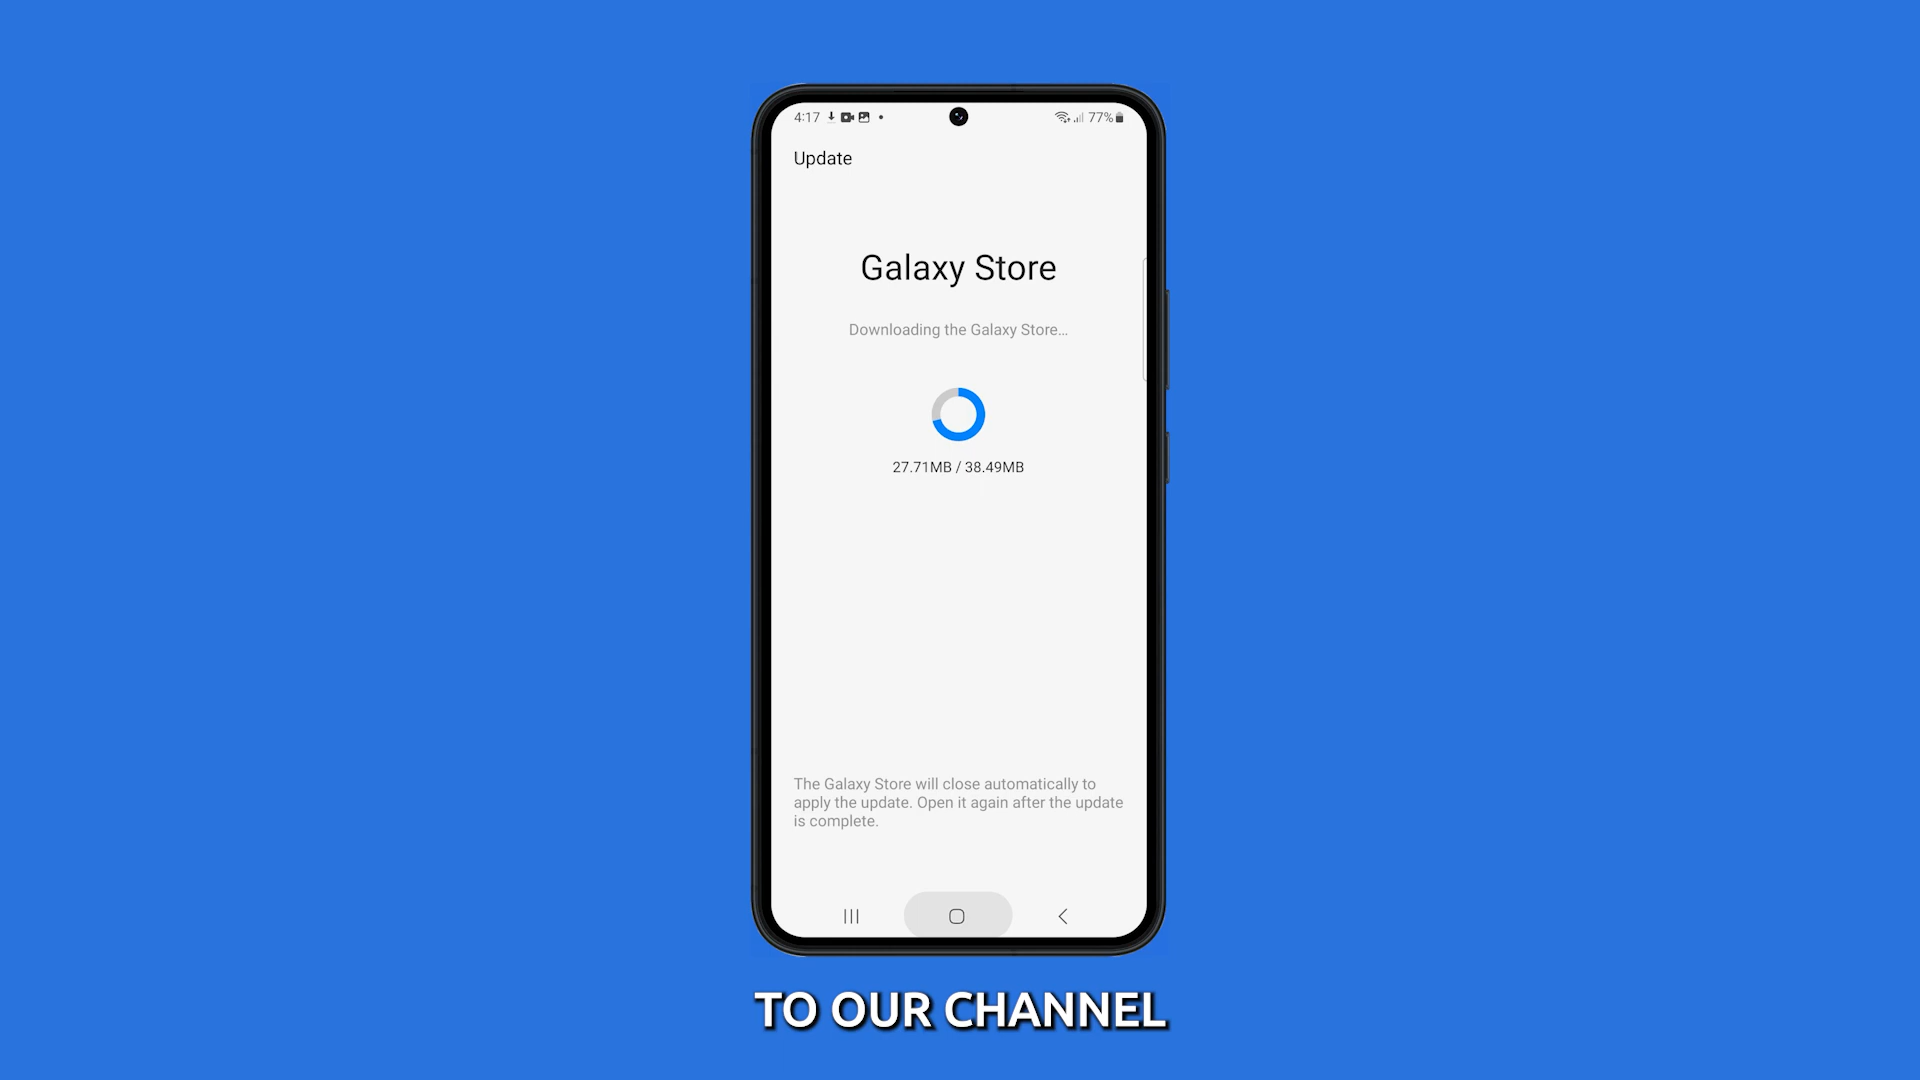 4:17 77%
Update
Galaxy Store
Downloading the Galaxy Store...
27.71MB / 38.49MB
The Galaxy Store will close automatically to
apply the update. Open it again after the update
is complete.
TO OUR CHANNEL